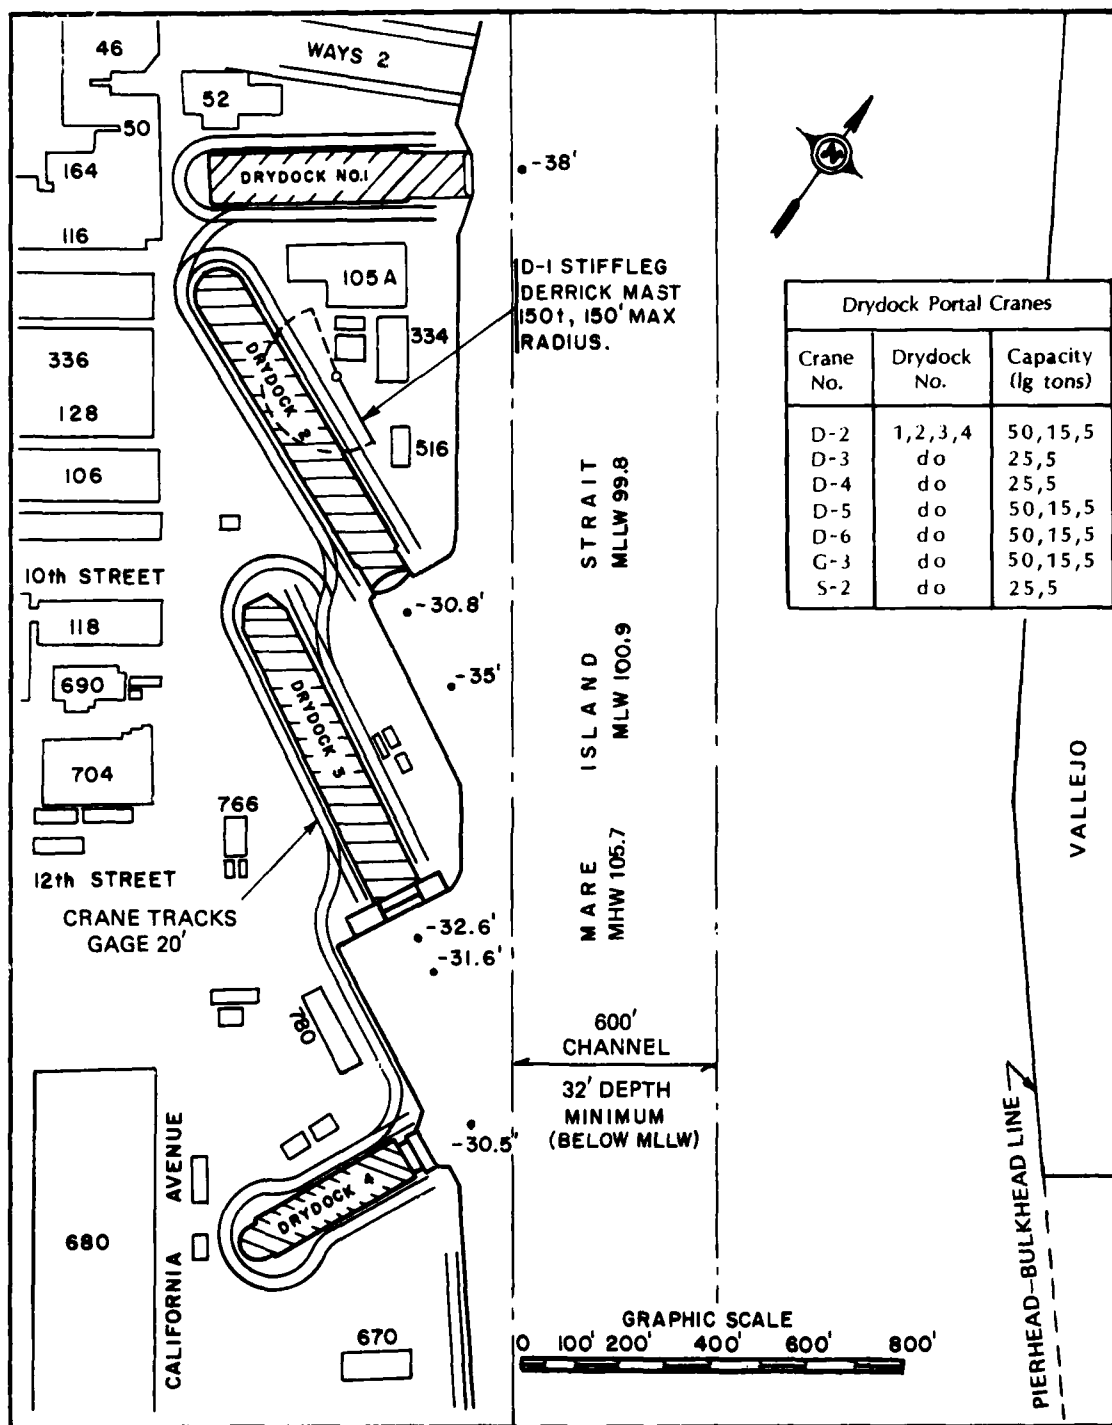 46
WAYS 2
52
50
DRYDOCK NO.1
-38'
164
116
105A
D-1 STIFFLEG
DERRICK MAST
150t, 150' MAX
RADIUS.
334
336
DRYDOCK 2
128
516
106
Drydock Portal Cranes
Crane No. Drydock No. Capacity (lg tons)
D-2 1,2,3,4 50,15,5
D-3 do 25,5
D-4 do 25,5
D-5 do 50,15,5
D-6 do 50,15,5
G-3 do 50,15,5
S-2 do 25,5
10th STREET
118
-30.8'
690
-35'
DRYDOCK 3
704
766
12th STREET
CRANE TRACKS
GAGE 20'
-32.6'
-31.6'
MARE ISLAND STRAIT
MHW 105.7 MLW 100.9 MLLW 99.8
VALLEJO
780
600'
CHANNEL
32' DEPTH
MINIMUM
(BELOW MLLW)
-30.5'
DRYDOCK 4
680
CALIFORNIA AVENUE
PIERHEAD-BULKHEAD LINE
670
GRAPHIC SCALE
0 100' 200' 400' 600' 800'